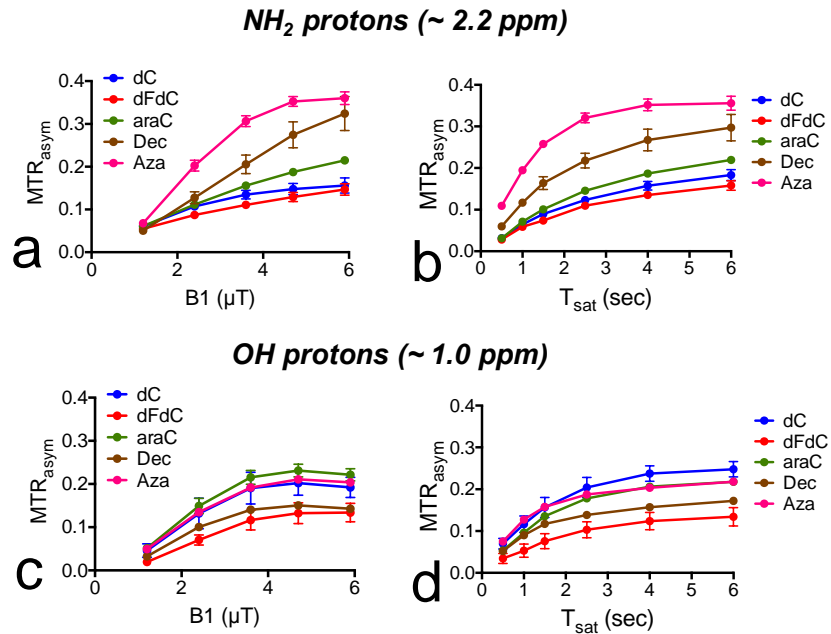 NH2 protons (~ 2.2 ppm)
0.4
0.3
0.2
0.1
0.0
MTRasym
dC
dFdC
araC
Dec
Aza
0
2
4
6
B1 (µT)
a
0.4
0.3
0.2
0.1
0.0
MTRasym
0
1
2
3
4
5
6
Tsat (sec)
dC
dFdC
araC
Dec
Aza
b
OH protons (~ 1.0 ppm)
0.4
0.3
0.2
0.1
0.0
MTRasym
dC
dFdC
araC
Dec
Aza
0
2
4
6
B1 (µT)
c
0.4
0.3
0.2
0.1
0.0
MTRasym
0
1
2
3
4
5
6
Tsat (sec)
dC
dFdC
araC
Dec
Aza
d